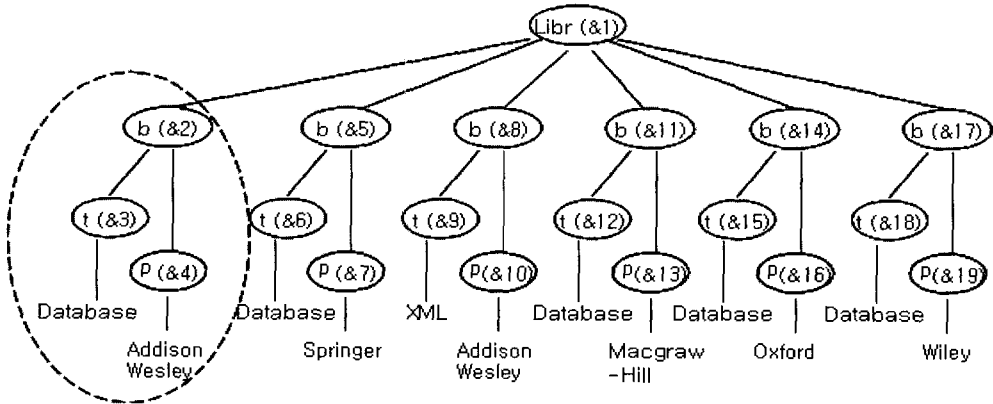 Libr (&1)
b (&2) b (&5) b (&8) b (&11) b (&14) b (&17)
t (&3) t (&6) t (&9) t (&12) t (&15) t (&18)
P (&4) P (&7) P(&10) P(&13) P(&16) P(&19)
Database Database XML Database Database Database
Addison Springer Addison Macgraw Oxford Wiley
Wesley Wesley -Hill